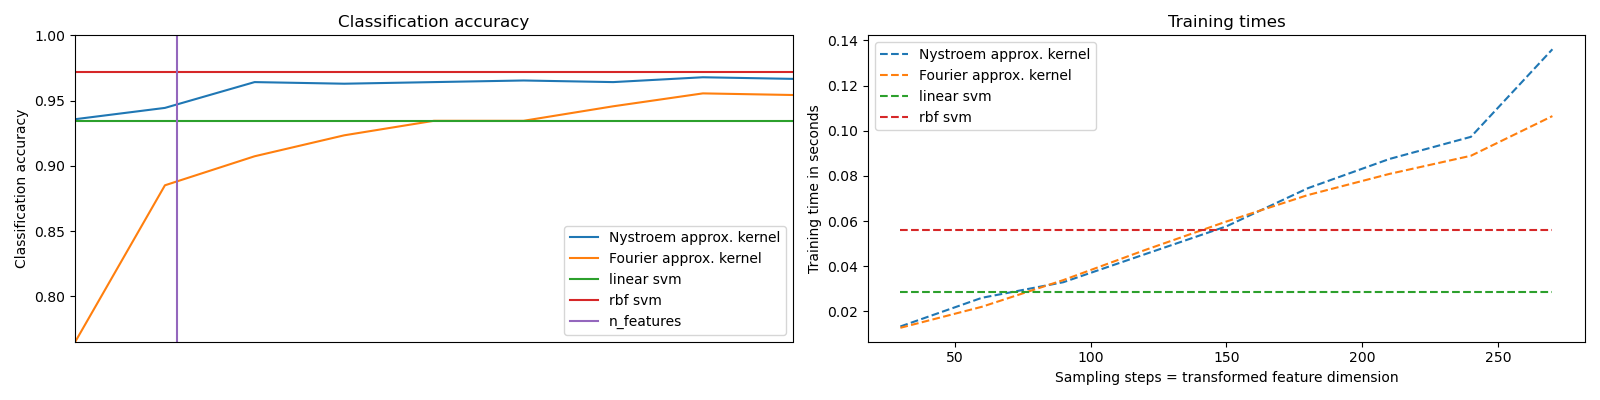 Classification accuracy
Classification accuracy
1.00
0.95
0.90
0.85
0.80
Nystroem approx. kernel
Fourier approx. kernel
linear svm
rbf svm
n_features
Training times
Training time in seconds
0.14
0.12
0.10
0.08
0.06
0.04
0.02
Nystroem approx. kernel
Fourier approx. kernel
linear svm
rbf svm
50 100 150 200 250
Sampling steps = transformed feature dimension